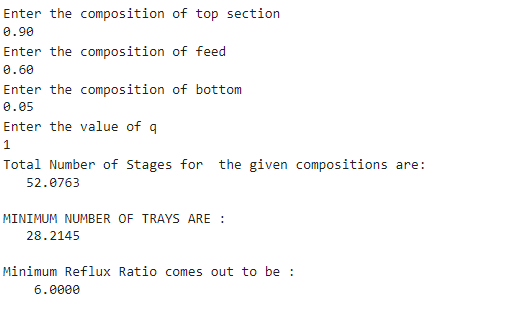 Enter the composition of top section
0.90
Enter the composition of feed
0.60
Enter the composition of bottom
0.05
Enter the value of q
1
Total Number of Stages for  the given compositions are:
52.0763
MINIMUM NUMBER OF TRAYS ARE :
28.2145
Minimum Reflux Ratio comes out to be :
6.0000